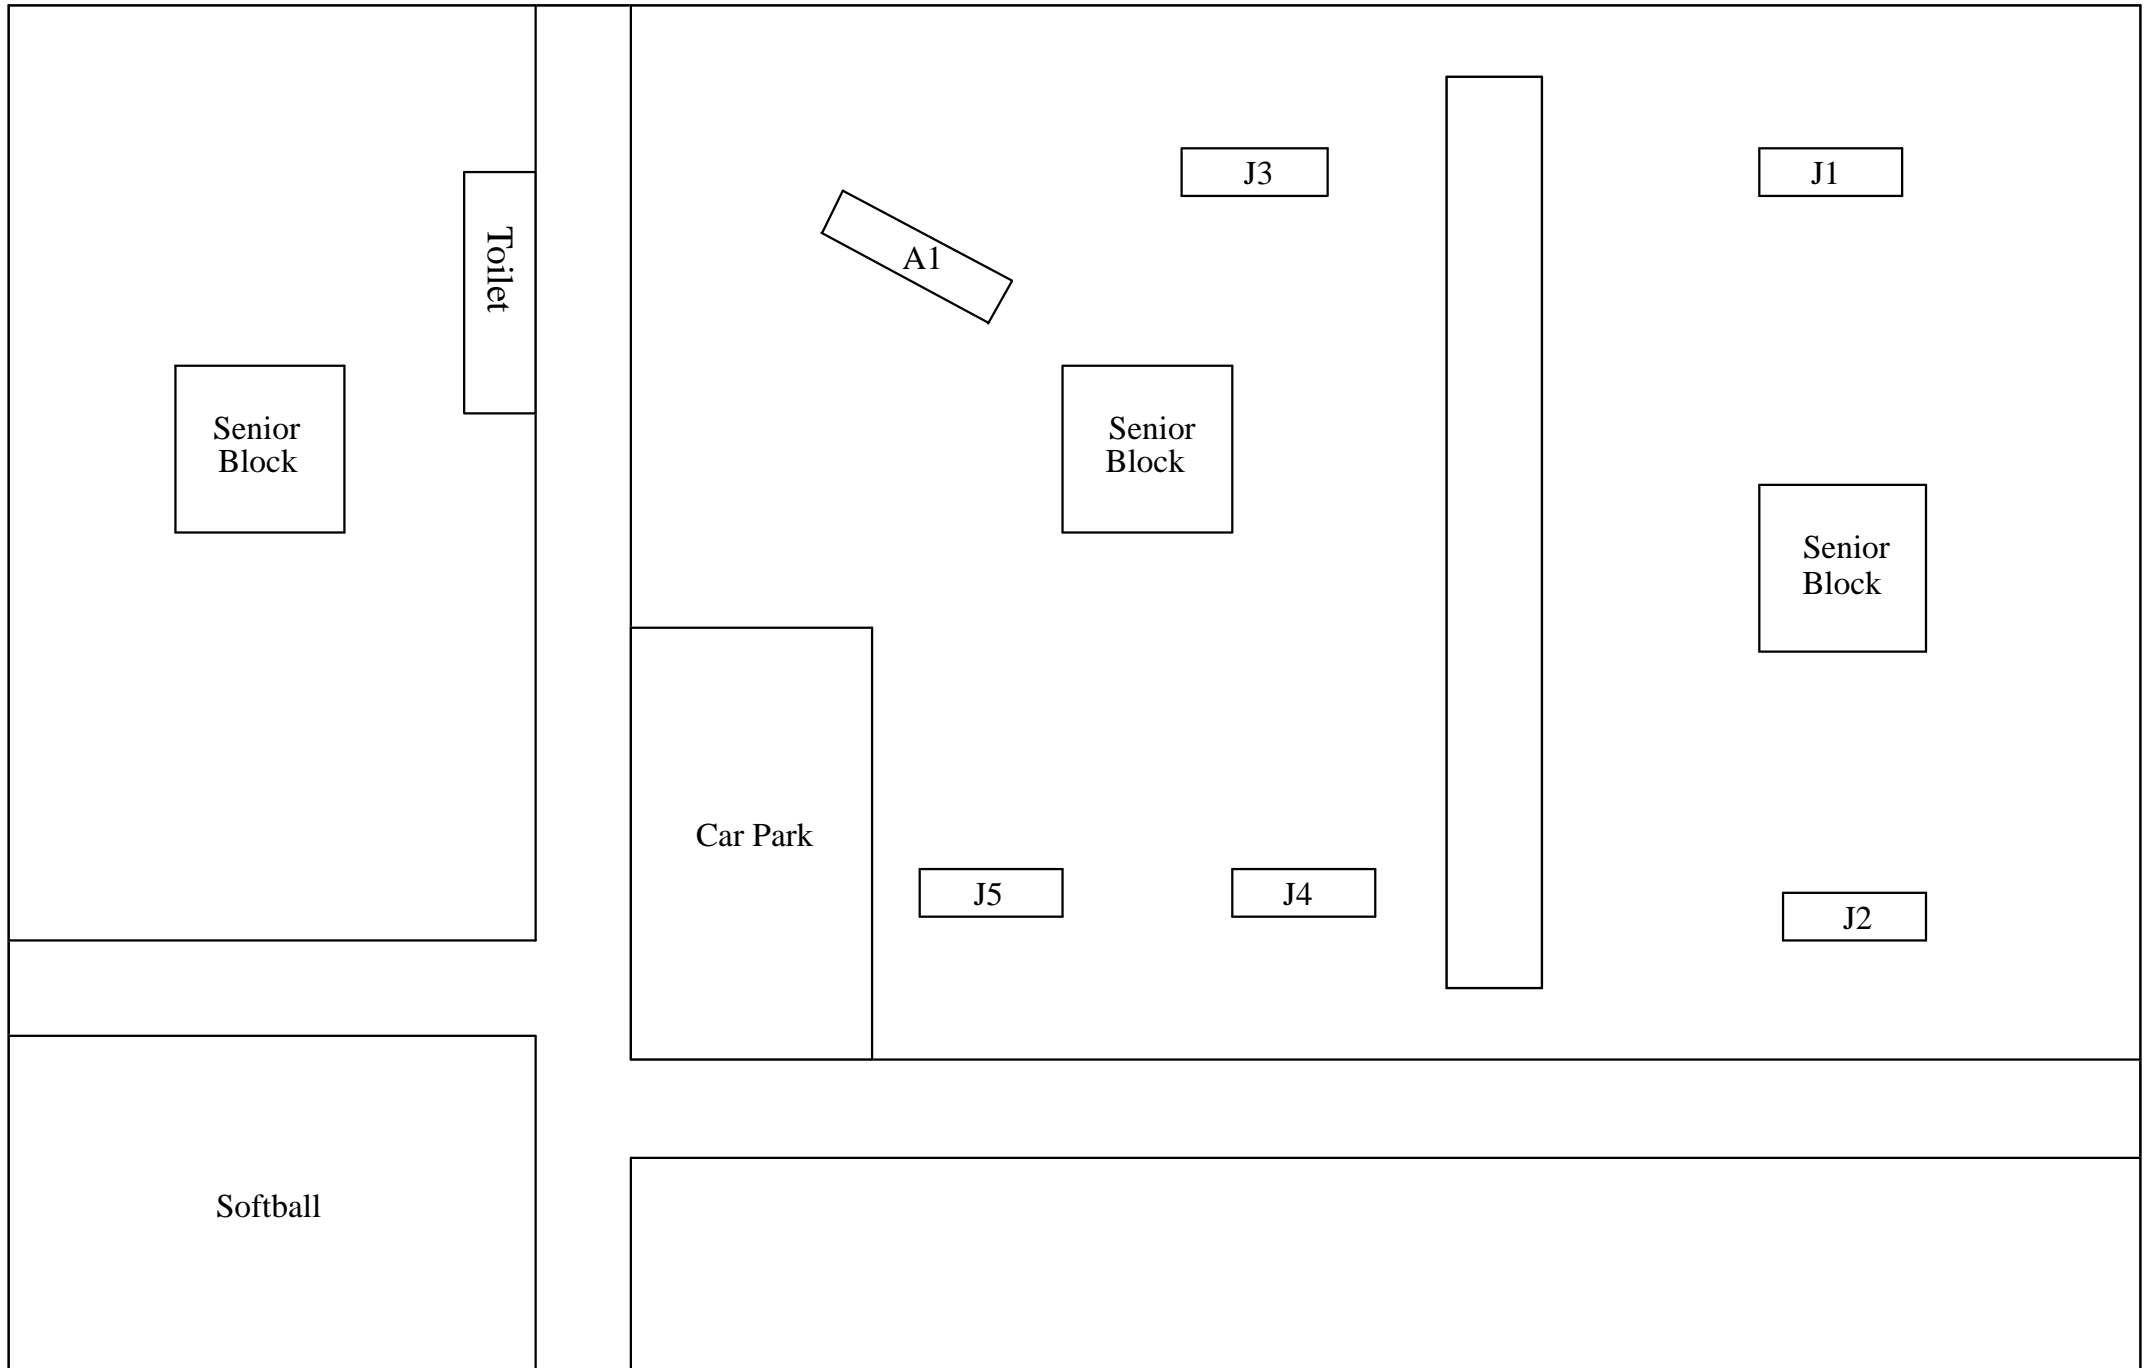 J3
J1
Toilet
A1
Senior
Block
Senior
Block
Senior
Block
Car Park
J5
J4
J2
Softball